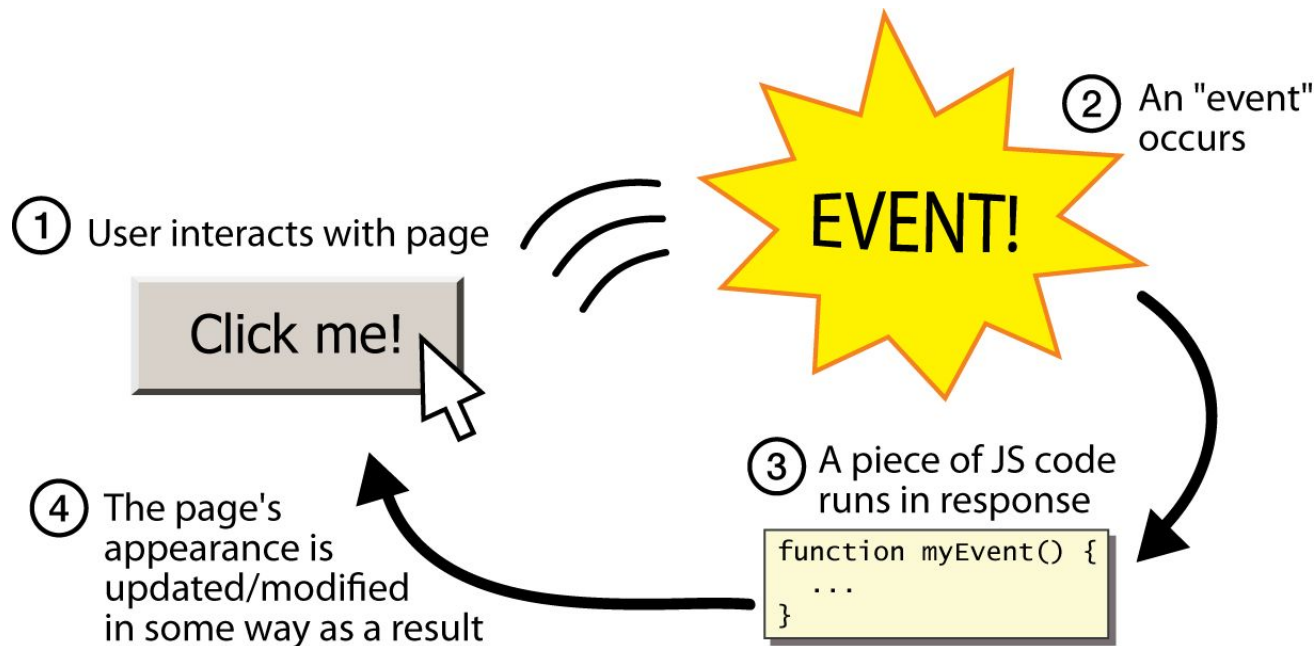 1 User interacts with page
Click me!
2 An "event"
occurs
EVENT!
3 A piece of JS code
runs in response
function myEvent() {
  ...
}
4 The page's
appearance is
updated/modified
in some way as a result